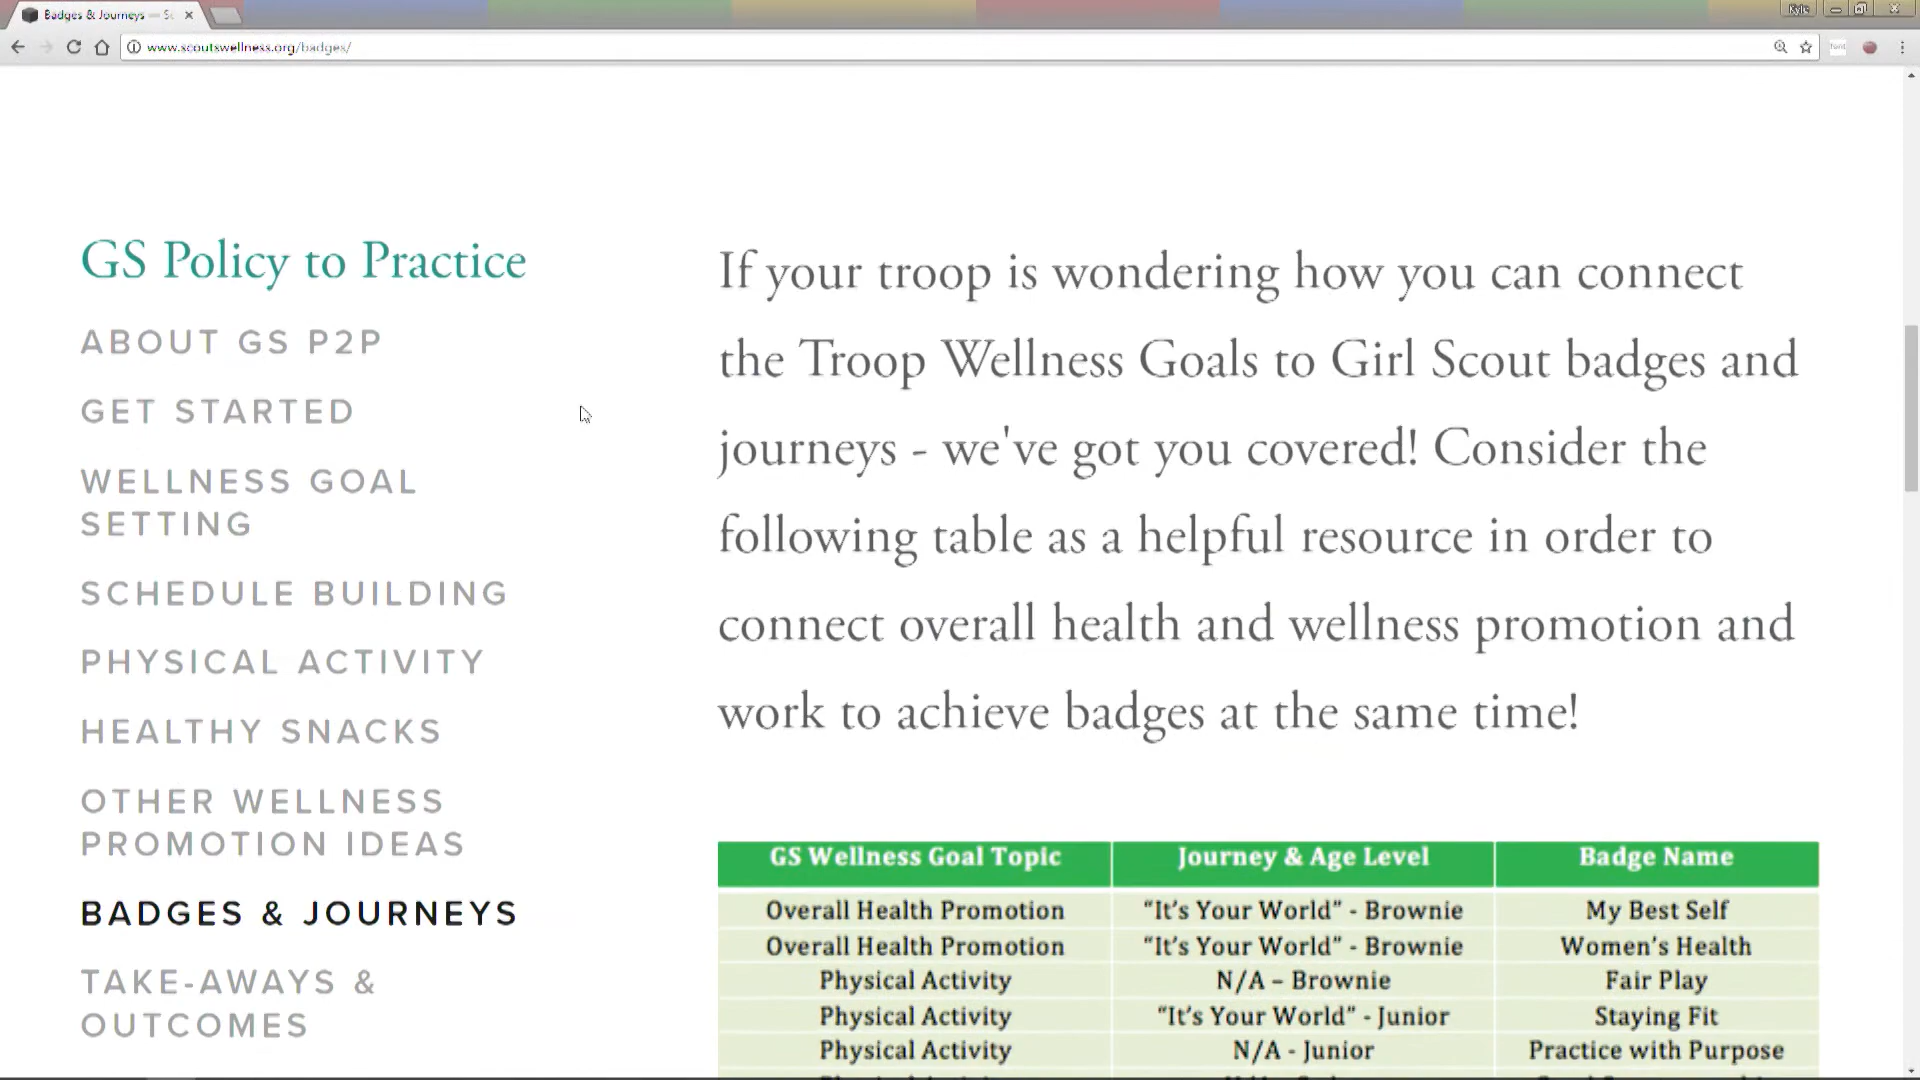 Badges & Journeys — Sc
Kyle
www.scoutswellness.org/badges/
font
GS Policy to Practice
ABOUT GS P2P
GET STARTED
WELLNESS GOAL
SETTING
SCHEDULE BUILDING
PHYSICAL ACTIVITY
HEALTHY SNACKS
OTHER WELLNESS
PROMOTION IDEAS
BADGES & JOURNEYS
TAKE-AWAYS &
OUTCOMES
If your troop is wondering how you can connect
the Troop Wellness Goals to Girl Scout badges and
journeys - we've got you covered! Consider the
following table as a helpful resource in order to
connect overall health and wellness promotion and
work to achieve badges at the same time!
GS Wellness Goal Topic Journey & Age Level Badge Name
Overall Health Promotion “It’s Your World” - Brownie My Best Self
Overall Health Promotion “It’s Your World” - Brownie Women’s Health
Physical Activity N/A – Brownie Fair Play
Physical Activity “It’s Your World” - Junior Staying Fit
Physical Activity N/A - Junior Practice with Purpose